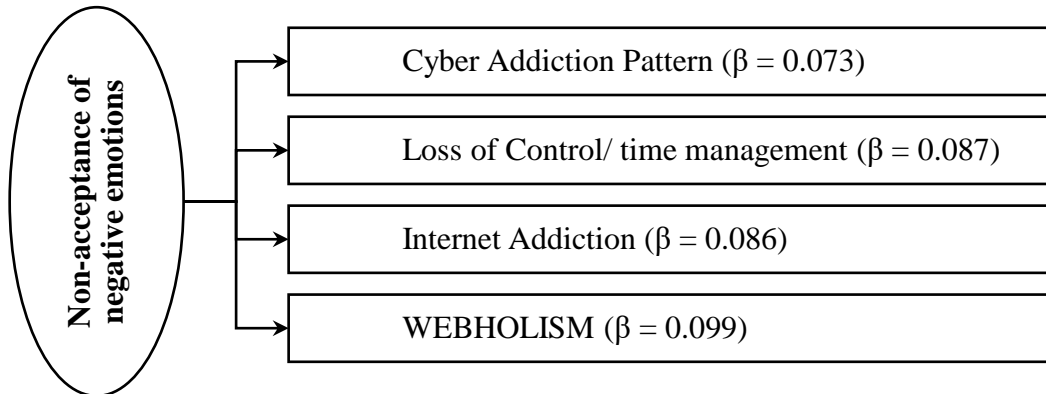 Non-acceptance of
negative emotions
Cyber Addiction Pattern (β = 0.073)
Loss of Control/ time management (β = 0.087)
Internet Addiction (β = 0.086)
WEBHOLISM (β = 0.099)